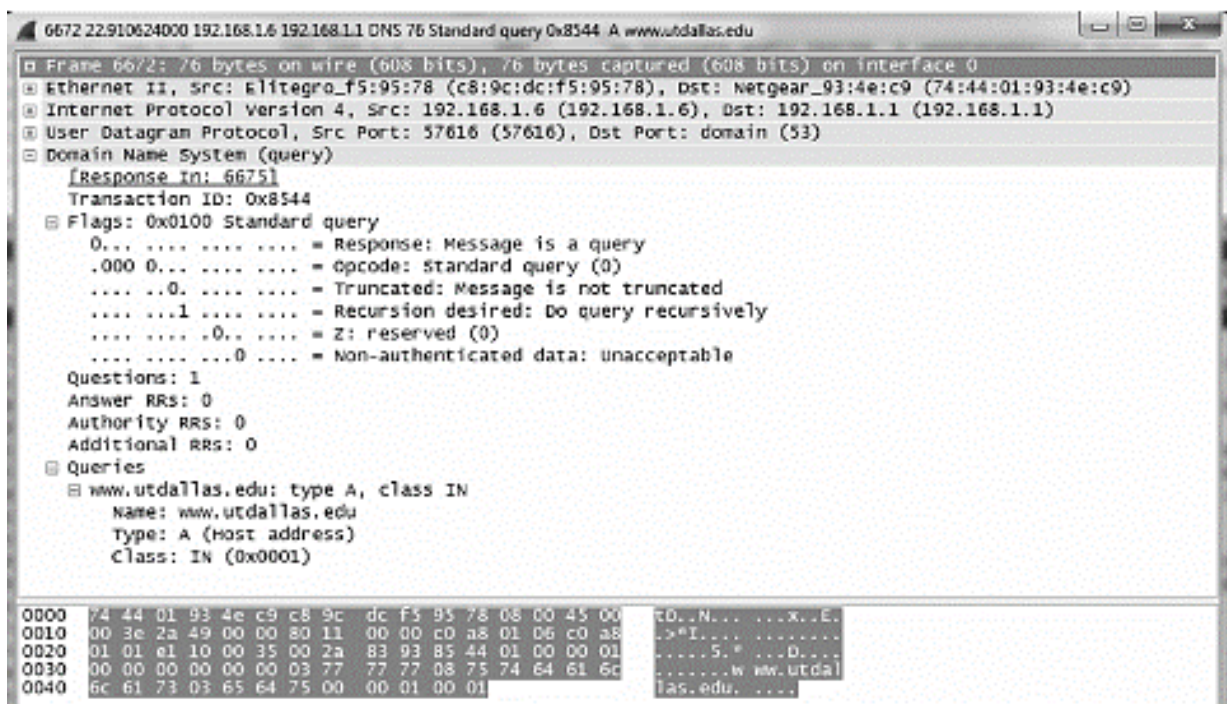 6672 22.910624000 192.168.1.6 192.168.1.1 DNS 76 Standard query 0x8544 A www.utdallas.edu
Frame 6672: 76 bytes on wire (608 bits), 76 bytes captured (608 bits) on interface 0
Ethernet II, Src: Elitegro_f5:95:78 (c8:9c:dc:f5:95:78), Dst: Netgear_93:4e:c9 (74:44:01:93:4e:c9)
Internet Protocol Version 4, Src: 192.168.1.6 (192.168.1.6), Dst: 192.168.1.1 (192.168.1.1)
User Datagram Protocol, Src Port: 57616 (57616), Dst Port: domain (53)
Domain Name System (query)
[Response In: 6675]
Transaction ID: 0x8544
Flags: 0x0100 Standard query
0... .... .... .... = Response: Message is a query
.000 0... .... .... = Opcode: Standard query (0)
.... ..0. .... .... = Truncated: Message is not truncated
.... ...1 .... .... = Recursion desired: Do query recursively
.... .... .0.. .... = Z: reserved (0)
.... .... ...0 .... = Non-authenticated data: Unacceptable
Questions: 1
Answer RRs: 0
Authority RRs: 0
Additional RRs: 0
Queries
www.utdallas.edu: type A, class IN
Name: www.utdallas.edu
Type: A (Host address)
Class: IN (0x0001)
0000 74 44 01 93 4e c9 c8 9c dc f5 95 78 08 00 45 00 tD..N... ...x..E.
0010 00 3e 2a 49 00 00 80 11 00 00 c0 a8 01 06 c0 a8 .>*I.... ........
0020 01 01 e1 10 00 35 00 2a 83 93 85 44 01 00 00 01 .....5.* ...D....
0030 00 00 00 00 00 00 03 77 77 77 08 75 74 64 61 6c .......w ww.utdal
0040 6c 61 73 03 65 64 75 00 00 01 00 01 las.edu. ....